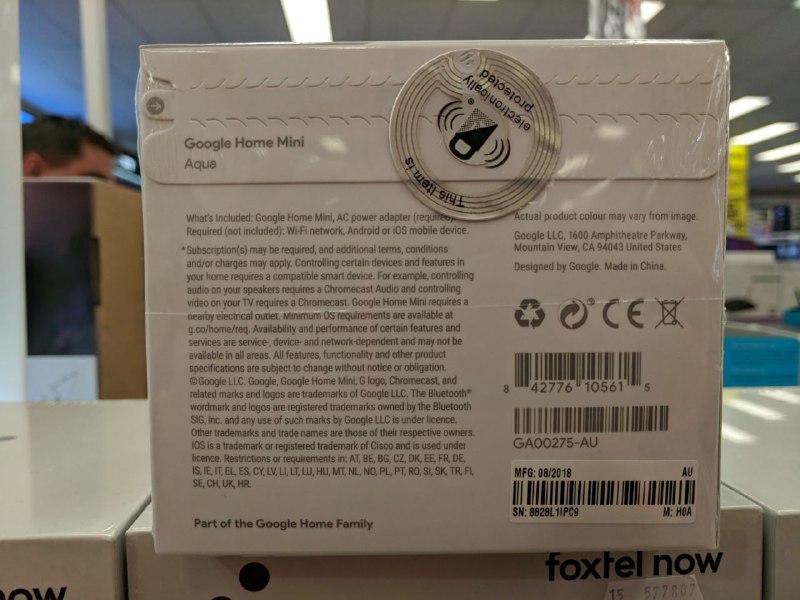 Google Home Mini
Aqua
This item is
electronically
protected
What's Included: Google Home Mini, AC power adapter (required).
Required (not included): Wi-Fi network, Android or iOS mobile device.
*Subscription(s) may be required, and additional terms, conditions
and/or charges may apply. Controlling certain devices and features in
your home requires a compatible smart device. For example, controlling
audio on your speakers requires a Chromecast Audio and controlling
video on your TV requires a Chromecast. Google Home Mini requires a
nearby electrical outlet. Minimum OS requirements are available at
g.co/home/req. Availability and performance of certain features and
services are service-, device- and network-dependent and may not be
available in all areas. All features, functionality and other product
specifications are subject to change without notice or obligation.
©Google LLC. Google, Google Home Mini, G logo, Chromecast, and
related marks and logos are trademarks of Google LLC. The Bluetooth®
wordmark and logos are registered trademarks owned by the Bluetooth
SIG, Inc. and any use of such marks by Google LLC is under licence.
Other trademarks and trade names are those of their respective owners.
IOS is a trademark or registered trademark of Cisco and is used under
licence. Restrictions or requirements in: AT, BE, BG, CZ, DK, EE, FR, DE,
IS, IE, IT, EL, ES, CY, LV, LI, LT, LU, HU, MT, NL, NO, PL, PT, RO, SI, SK, TR, FI,
SE, CH, UK, HR.
Part of the Google Home Family
Actual product colour may vary from image.
Google LLC, 1600 Amphitheatre Parkway,
Mountain View, CA 94043 United States
Designed by Google. Made in China.
CE
8 42776 10561 5
GA00275-AU
MFG: 08/2018 AU
SN: 8828L1IPC9 M: H0A
foxtel now
now